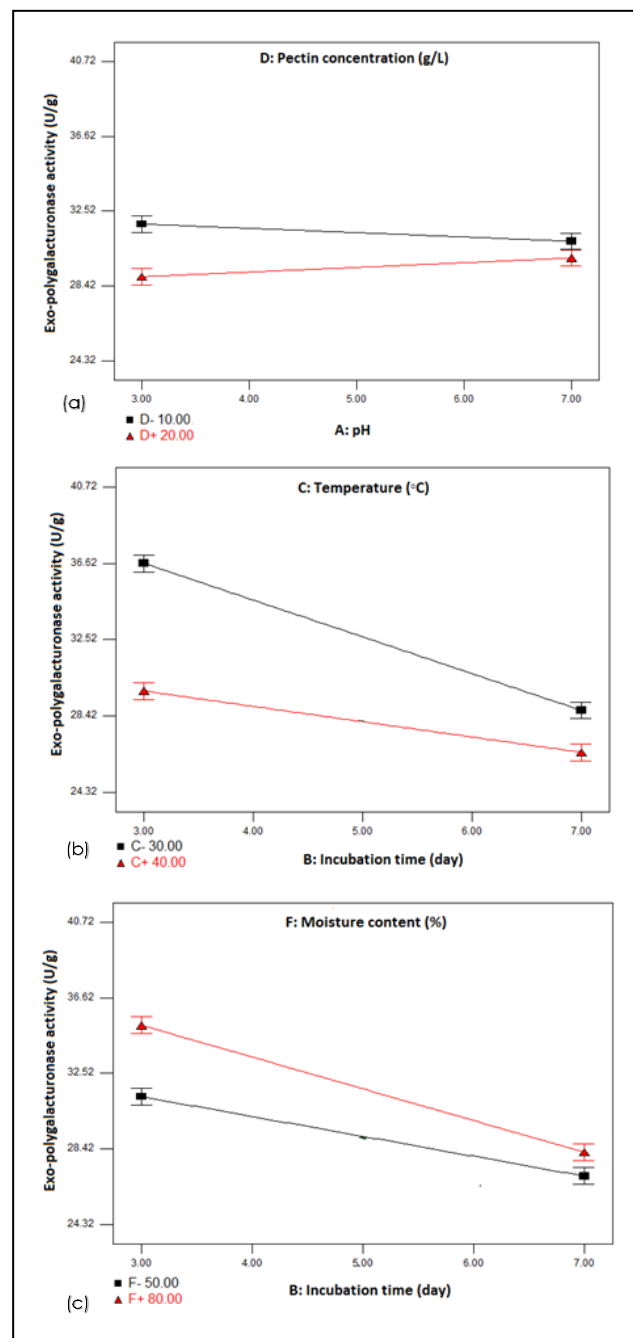 D: Pectin concentration (g/L)
Exo-polygalacturonase activity (U/g)
40.72
36.62
32.52
28.42
24.32
3.00 4.00 5.00 6.00 7.00
(a)
D- 10.00
D+ 20.00
A: pH
C: Temperature (◦C)
Exo-polygalacturonase activity (U/g)
40.72
36.62
32.52
28.42
24.32
3.00 4.00 5.00 6.00 7.00
(b)
C- 30.00
C+ 40.00
B: Incubation time (day)
F: Moisture content (%)
Exo-polygalacturonase activity (U/g)
40.72
36.62
32.52
28.42
24.32
3.00 4.00 5.00 6.00 7.00
(c)
F- 50.00
F+ 80.00
B: Incubation time (day)